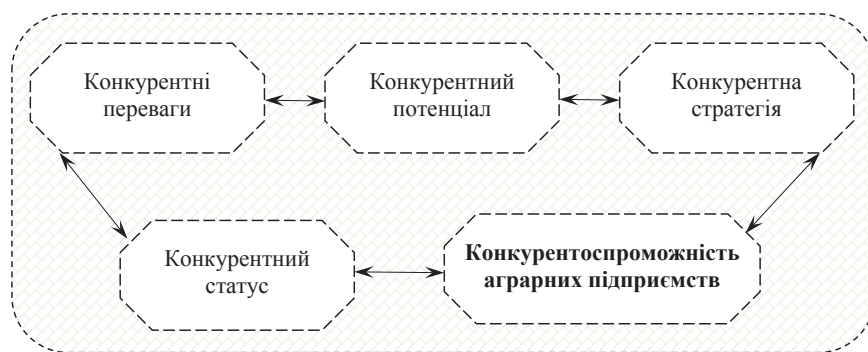 Конкурентні
переваги
Конкурентний
потенціал
Конкурентна
стратегія
Конкурентний
статус
Конкурентоспроможність
аграрних підприємств